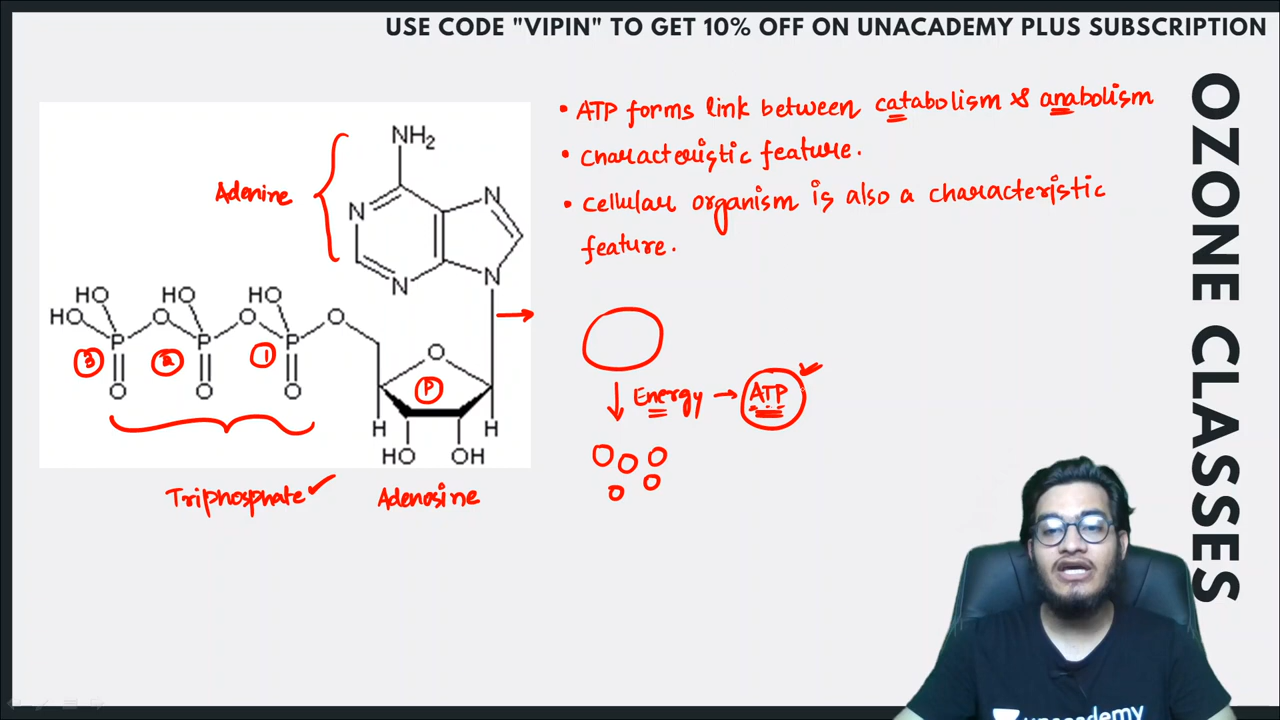 USE CODE "VIPIN" TO GET 10% OFF ON UNACADEMY PLUS SUBSCRIPTION
OZONE CLASSES
• ATP forms link between catabolism & anabolism
• Characteristic feature.
• Cellular organism is also a characteristic
feature.
NH2
Adenine
N N
N N
HO HO HO
HO P O P O P O
3 2 1
O O O
O
P
H H
HO OH
Triphosphate Adenosine
Energy → ATP
unacademy